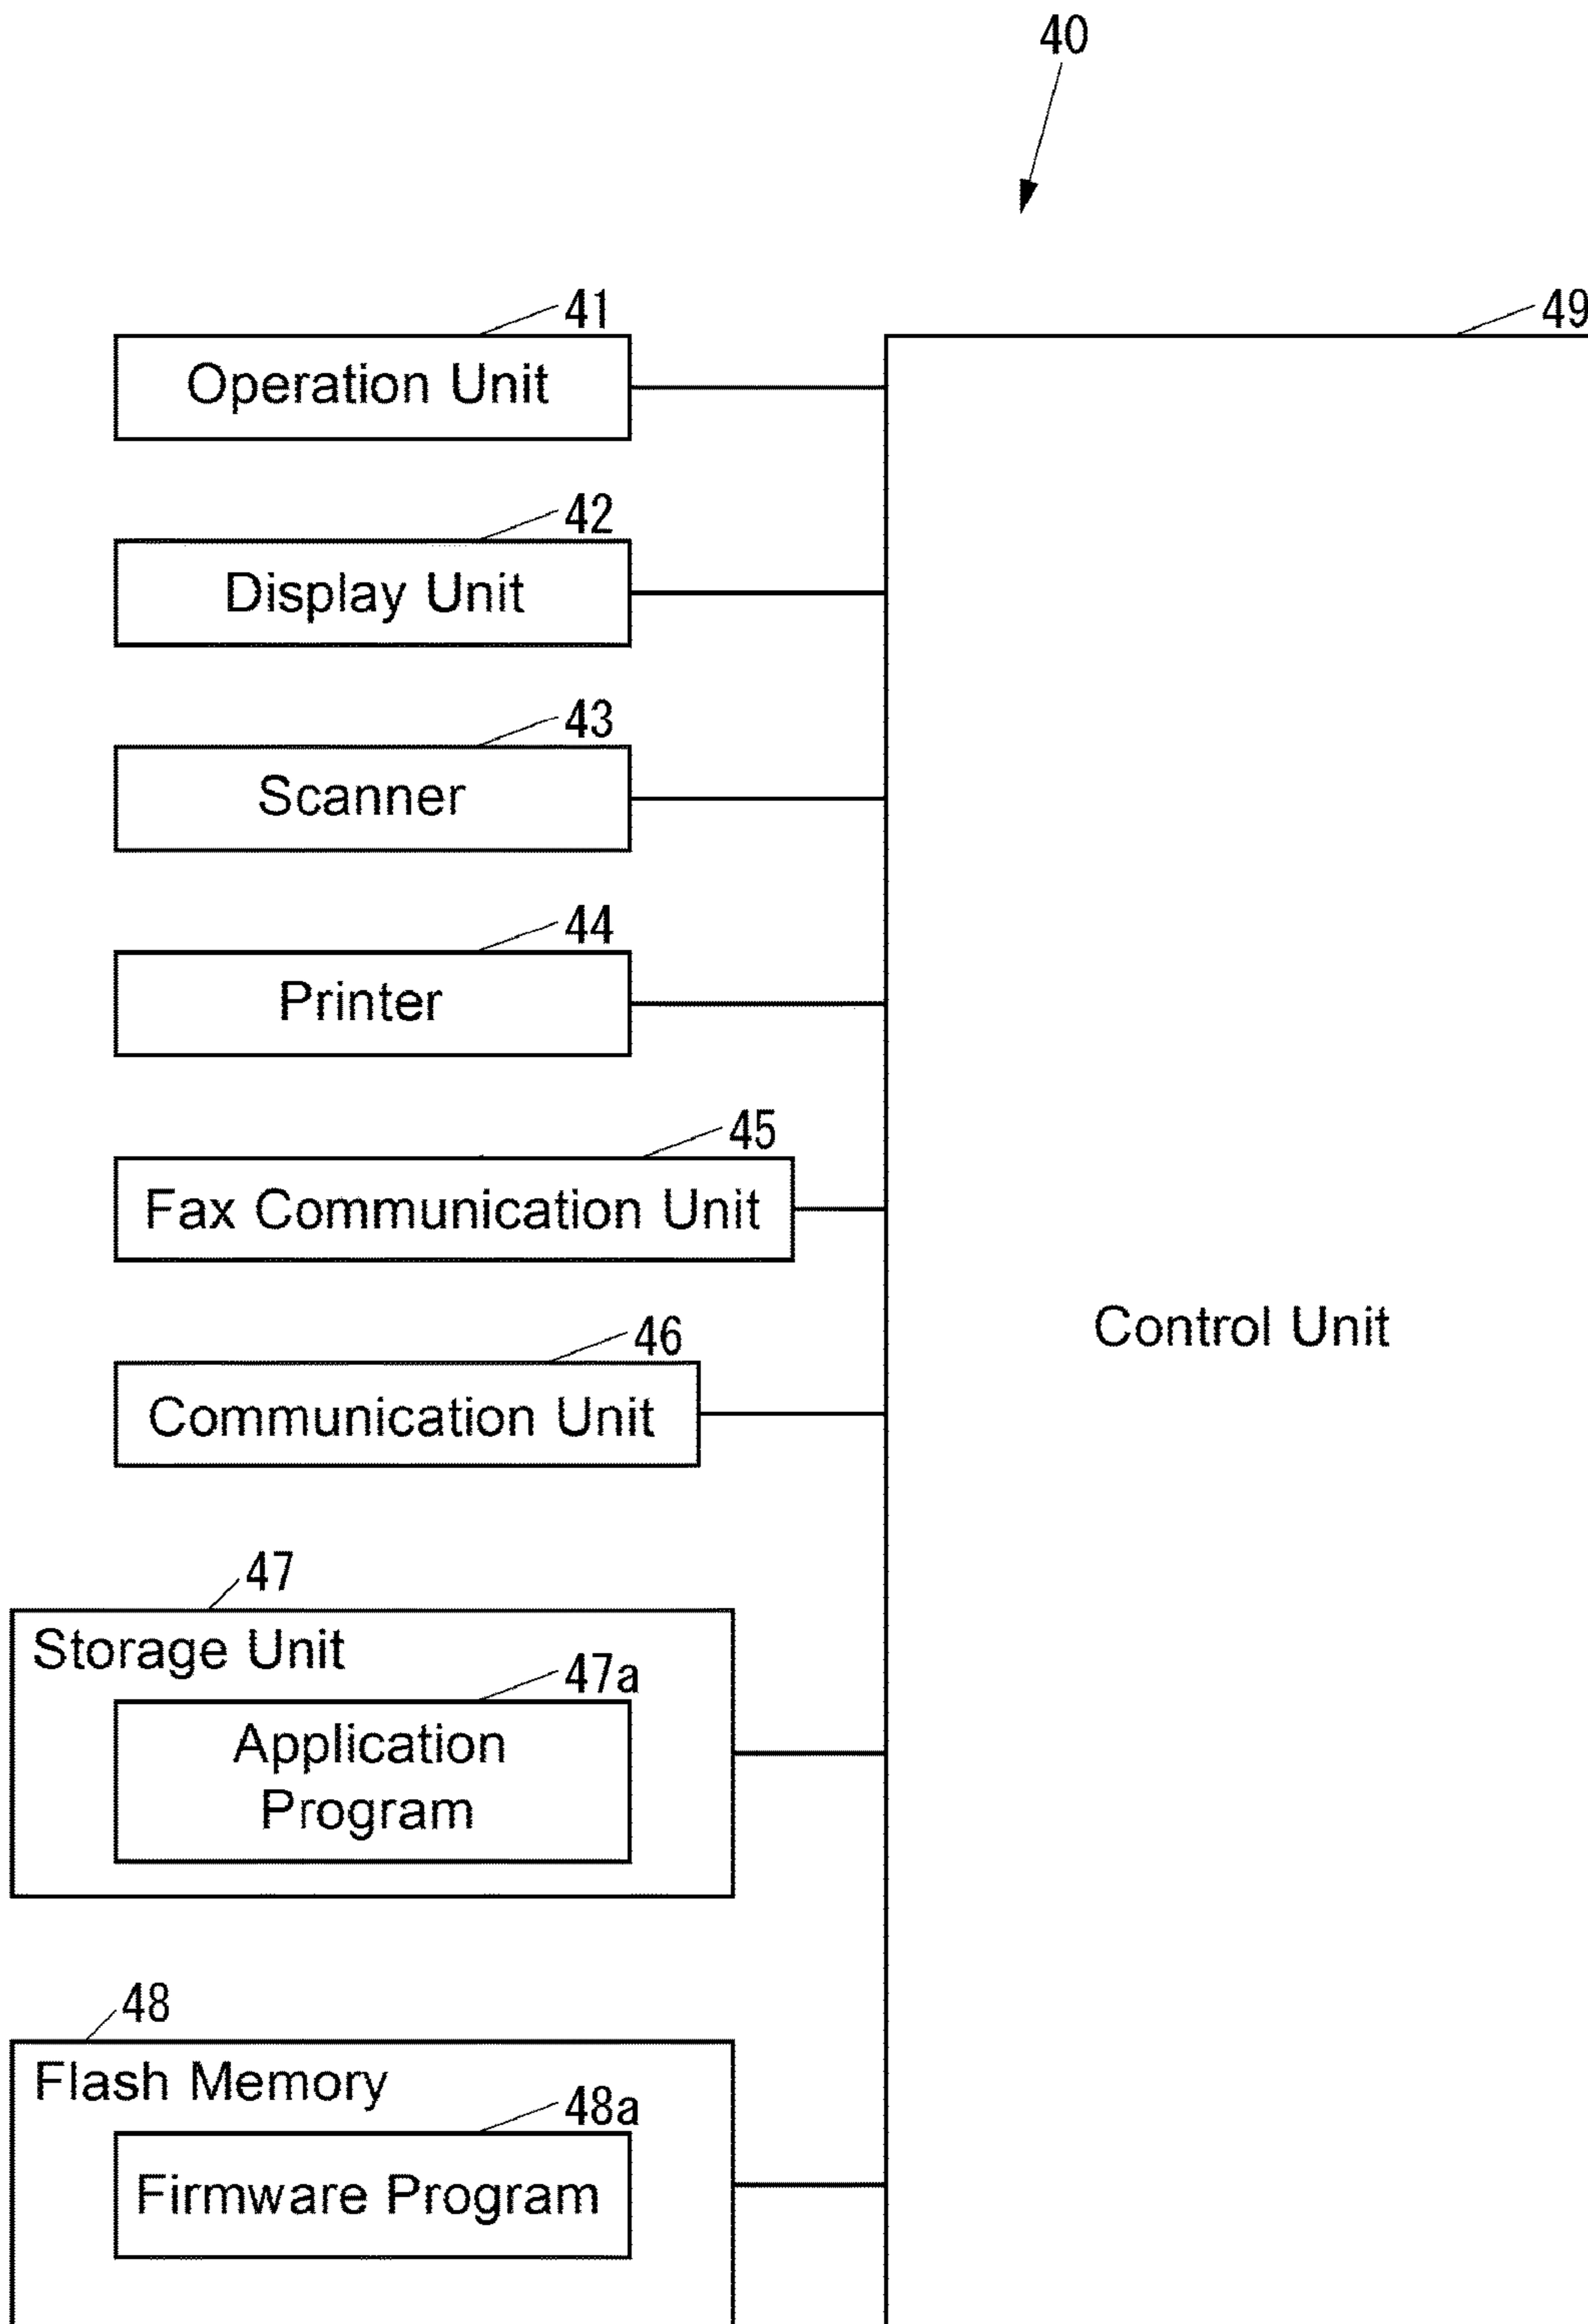 40
41
49
Operation Unit
42
Display Unit
43
Scanner
44
Printer
45
Fax Communication Unit
46
Control Unit
Communication Unit
47
Storage Unit
47a
Application
Program
48
Flash Memory
48a
Firmware Program